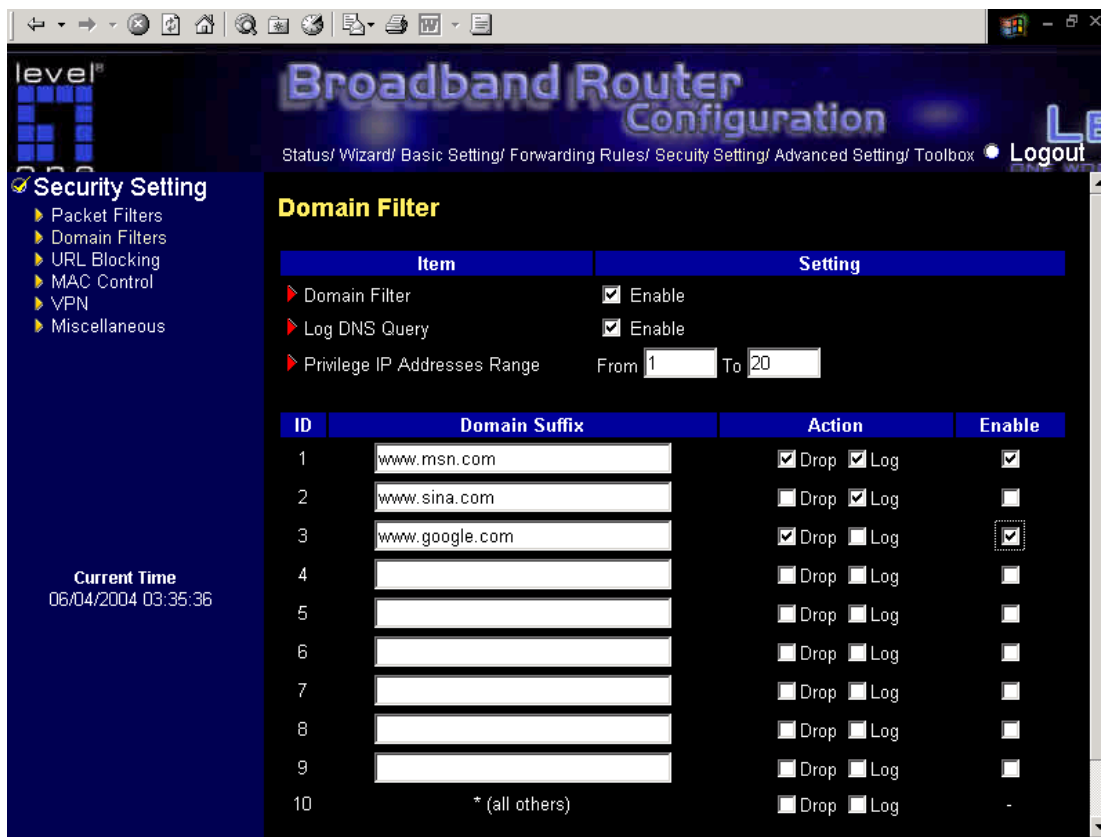 level®
one
Broadband Router
Configuration
Status/ Wizard/ Basic Setting/ Forwarding Rules/ Secuity Setting/ Advanced Setting/ Toolbox
Logout
Security Setting
Packet Filters
Domain Filters
URL Blocking
MAC Control
VPN
Miscellaneous
Current Time
06/04/2004 03:35:36
Domain Filter
Item Setting
Domain Filter Enable
Log DNS Query Enable
Privilege IP Addresses Range From 1 To 20
ID Domain Suffix Action Enable
1 www.msn.com Drop Log
2 www.sina.com Drop Log
3 www.google.com Drop Log
4 Drop Log
5 Drop Log
6 Drop Log
7 Drop Log
8 Drop Log
9 Drop Log
10 * (all others) Drop Log -